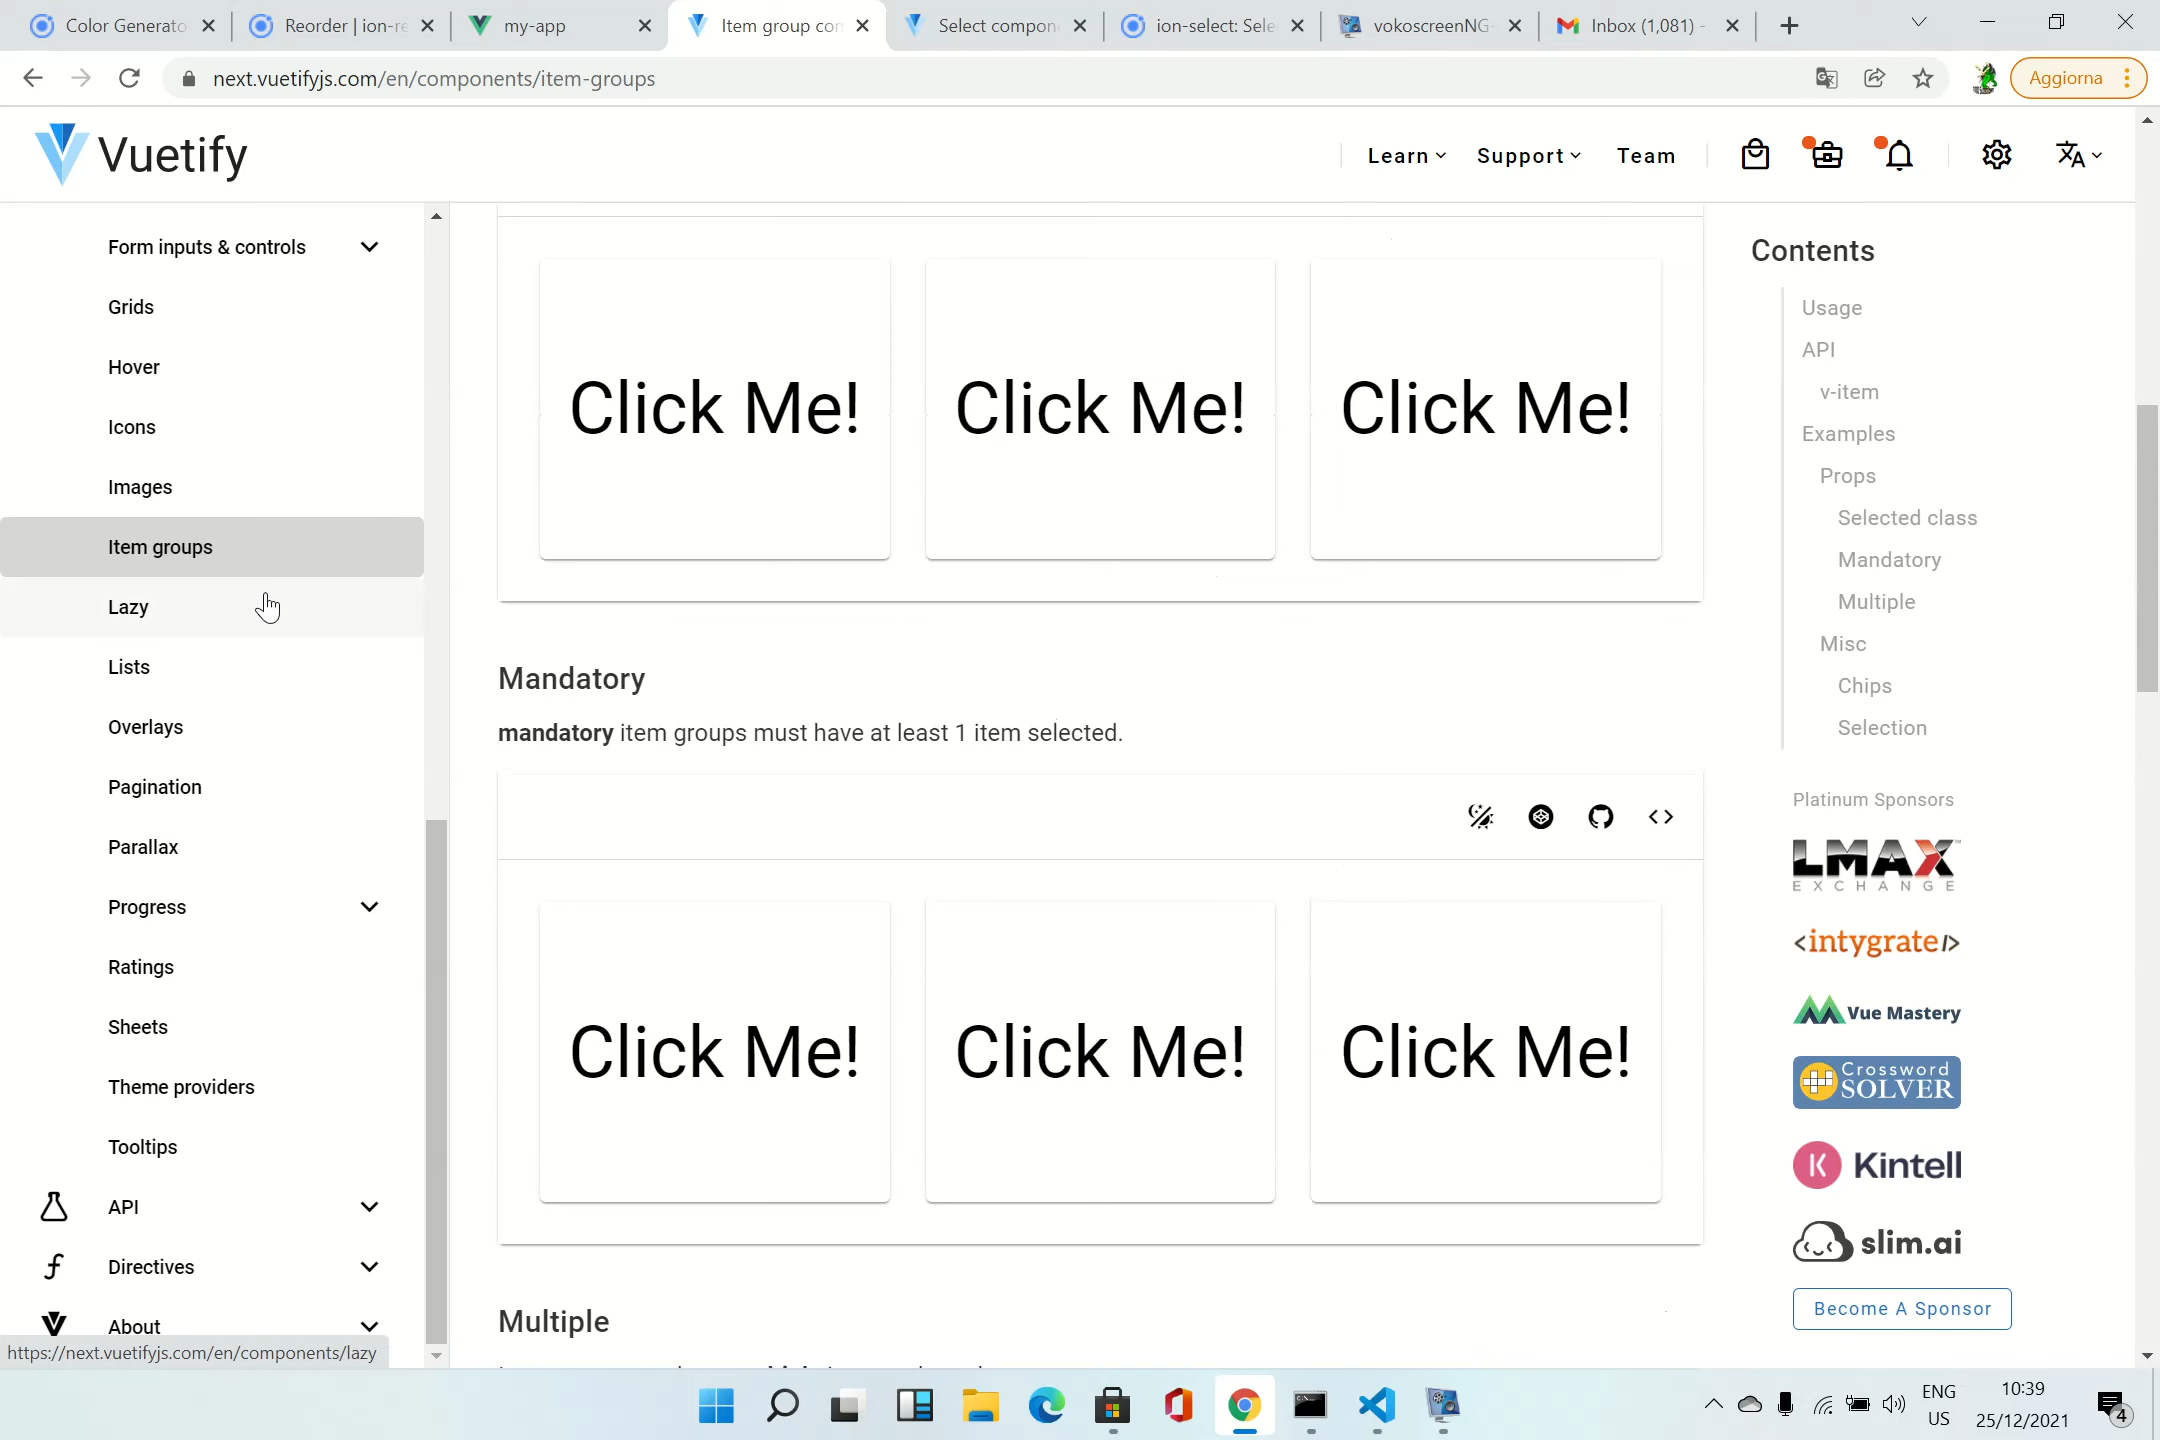 Color Generato
Reorder | ion-re
my-app
Item group con
Select compon
ion-select: Sele
vokoscreenNG
Inbox (1,081) -
next.vuetifyjs.com/en/components/item-groups
Aggiorna
Vuetify
Learn
Support
Team
Form inputs & controls
Grids
Hover
Icons
Images
Item groups
Lazy
Lists
Overlays
Pagination
Parallax
Progress
Ratings
Sheets
Theme providers
Tooltips
API
Directives
About
https://next.vuetifyjs.com/en/components/lazy
Click Me!
Click Me!
Click Me!
Mandatory
mandatory item groups must have at least 1 item selected.
Click Me!
Click Me!
Click Me!
Multiple
Contents
Usage
API
v-item
Examples
Props
Selected class
Mandatory
Multiple
Misc
Chips
Selection
Platinum Sponsors
LMAX
EXCHANGE
<intygrate/>
Vue Mastery
Crossword
SOLVER
Kintell
slim.ai
Become A Sponsor
ENG
US
10:39
25/12/2021
4